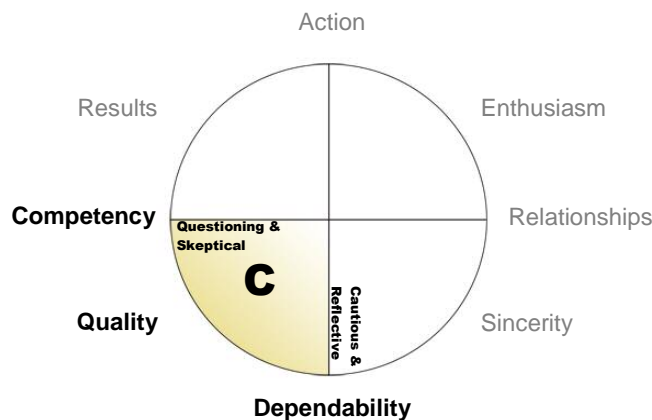 Action
Results
Enthusiasm
Competency
Relationships
Questioning &
Skeptical
C
Cautious &
Reflective
Quality
Sincerity
Dependability